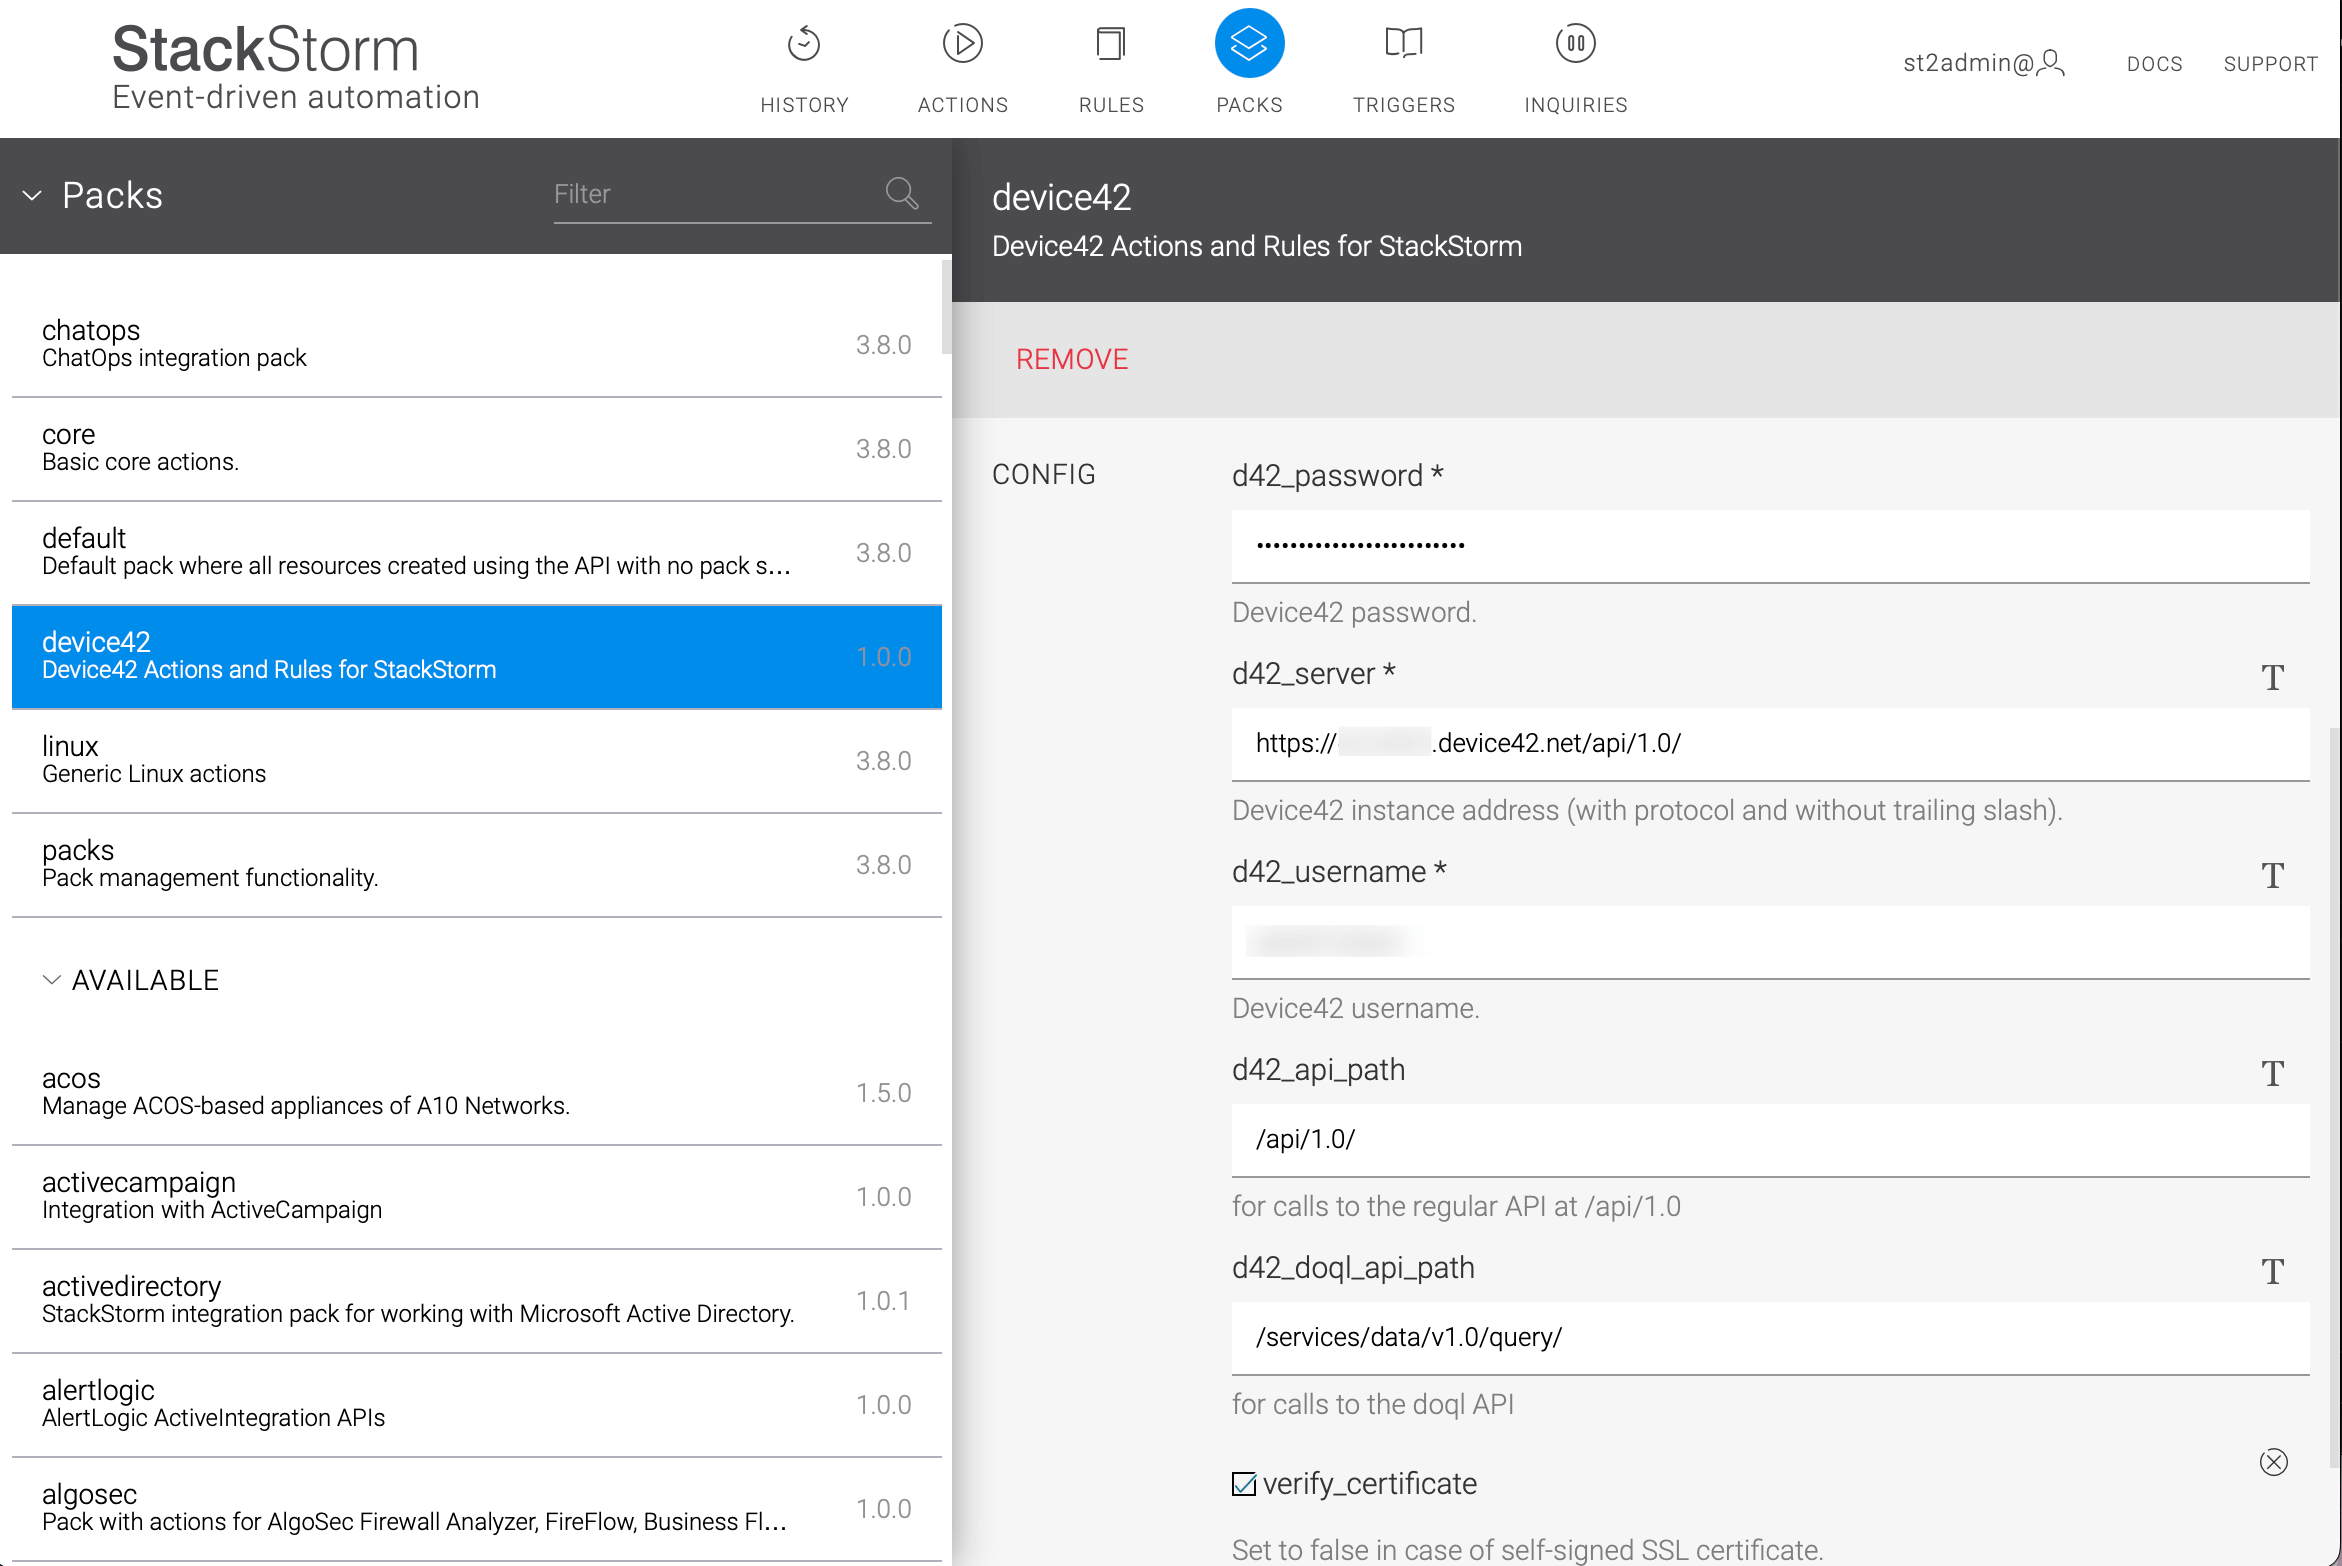 StackStorm
Event-driven automation
HISTORY
ACTIONS
RULES
PACKS
TRIGGERS
INQUIRIES
st2admin@
DOCS
SUPPORT
Packs
Filter
chatops
ChatOps integration pack
3.8.0
core
Basic core actions.
3.8.0
default
Default pack where all resources created using the API with no pack s...
3.8.0
device42
Device42 Actions and Rules for StackStorm
1.0.0
linux
Generic Linux actions
3.8.0
packs
Pack management functionality.
3.8.0
AVAILABLE
acos
Manage ACOS-based appliances of A10 Networks.
1.5.0
activecampaign
Integration with ActiveCampaign
1.0.0
activedirectory
StackStorm integration pack for working with Microsoft Active Directory.
1.0.1
alertlogic
AlertLogic ActiveIntegration APIs
1.0.0
algosec
Pack with actions for AlgoSec Firewall Analyzer, FireFlow, Business Fl...
1.0.0
device42
Device42 Actions and Rules for StackStorm
REMOVE
CONFIG
d42_password *
•••••••••••••••••••••••••
Device42 password.
d42_server *
T
https:// .device42.net/api/1.0/
Device42 instance address (with protocol and without trailing slash).
d42_username *
T
Device42 username.
d42_api_path
T
/api/1.0/
for calls to the regular API at /api/1.0
d42_doql_api_path
T
/services/data/v1.0/query/
for calls to the doql API
verify_certificate
Set to false in case of self-signed SSL certificate.